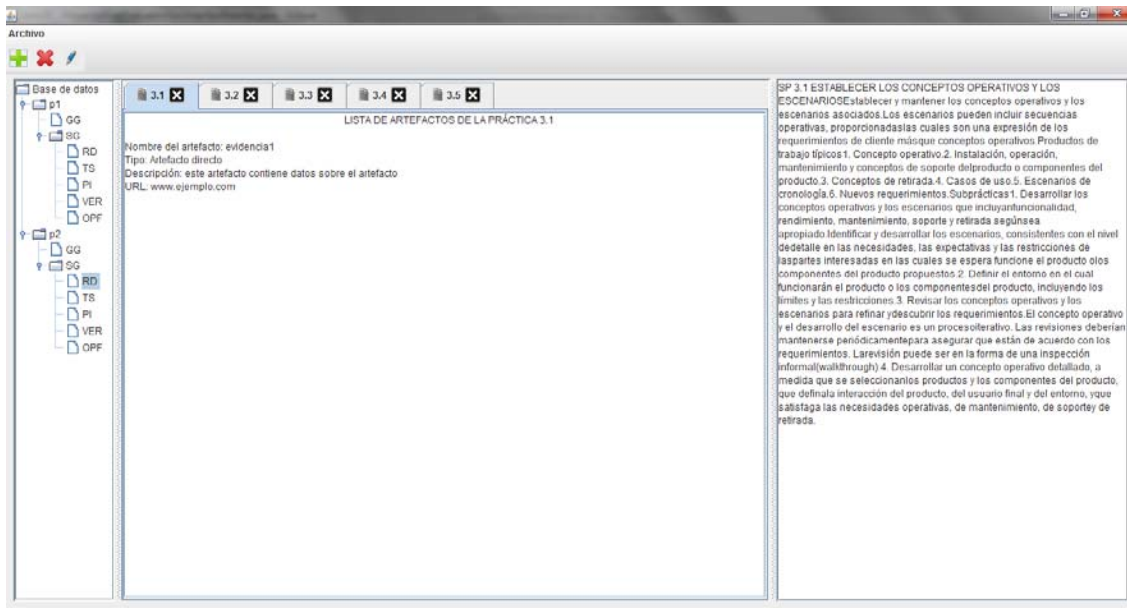 Archivo
Base de datos
p1
GG
SG
RD
TS
PI
VER
OPF
p2
GG
SG
RD
TS
PI
VER
OPF
3.1
3.2
3.3
3.4
3.5
LISTA DE ARTEFACTOS DE LA PRÁCTICA 3.1
Nombre del artefacto: evidencia1
Tipo: Artefacto directo
Descripción: este artefacto contiene datos sobre el artefacto
URL: www.ejemplo.com
SP 3.1 ESTABLECER LOS CONCEPTOS OPERATIVOS Y LOS
ESCENARIOSEstablecer y mantener los conceptos operativos y los
escenarios asociados.Los escenarios pueden incluir secuencias
operativas, proporcionadaslas cuales son una expresión de los
requerimientos de cliente másque conceptos operativos.Productos de
trabajo típicos1. Concepto operativo.2. Instalación, operación,
mantenimiento y conceptos de soporte delproducto o componentes del
producto.3. Conceptos de retirada.4. Casos de uso.5. Escenarios de
cronología.6. Nuevos requerimientos.Subprácticas1. Desarrollar los
conceptos operativos y los escenarios que incluyanfuncionalidad,
rendimiento, mantenimiento, soporte y retirada segúnsea
apropiado.Identificar y desarrollar los escenarios, consistentes con el nivel
dedetalle en las necesidades, las expectativas y las restricciones de
laspartes interesadas en las cuales se espera funcione el producto olos
componentes del producto propuestos.2. Definir el entorno en el cual
funcionarán el producto o los componentesdel producto, incluyendo los
límites y las restricciones.3. Revisar los conceptos operativos y los
escenarios para refinar ydescubrir los requerimientos.El concepto operativo
y el desarrollo del escenario es un procesoiterativo. Las revisiones deberían
mantenerse periódicamentepara asegurar que están de acuerdo con los
requerimientos. Larevisión puede ser en la forma de una inspección
informal(walkthrough).4. Desarrollar un concepto operativo detallado, a
medida que se seleccionanlos productos y los componentes del producto,
que definala interacción del producto, del usuario final y del entorno, yque
satisfaga las necesidades operativas, de mantenimiento, de soportey de
retirada.